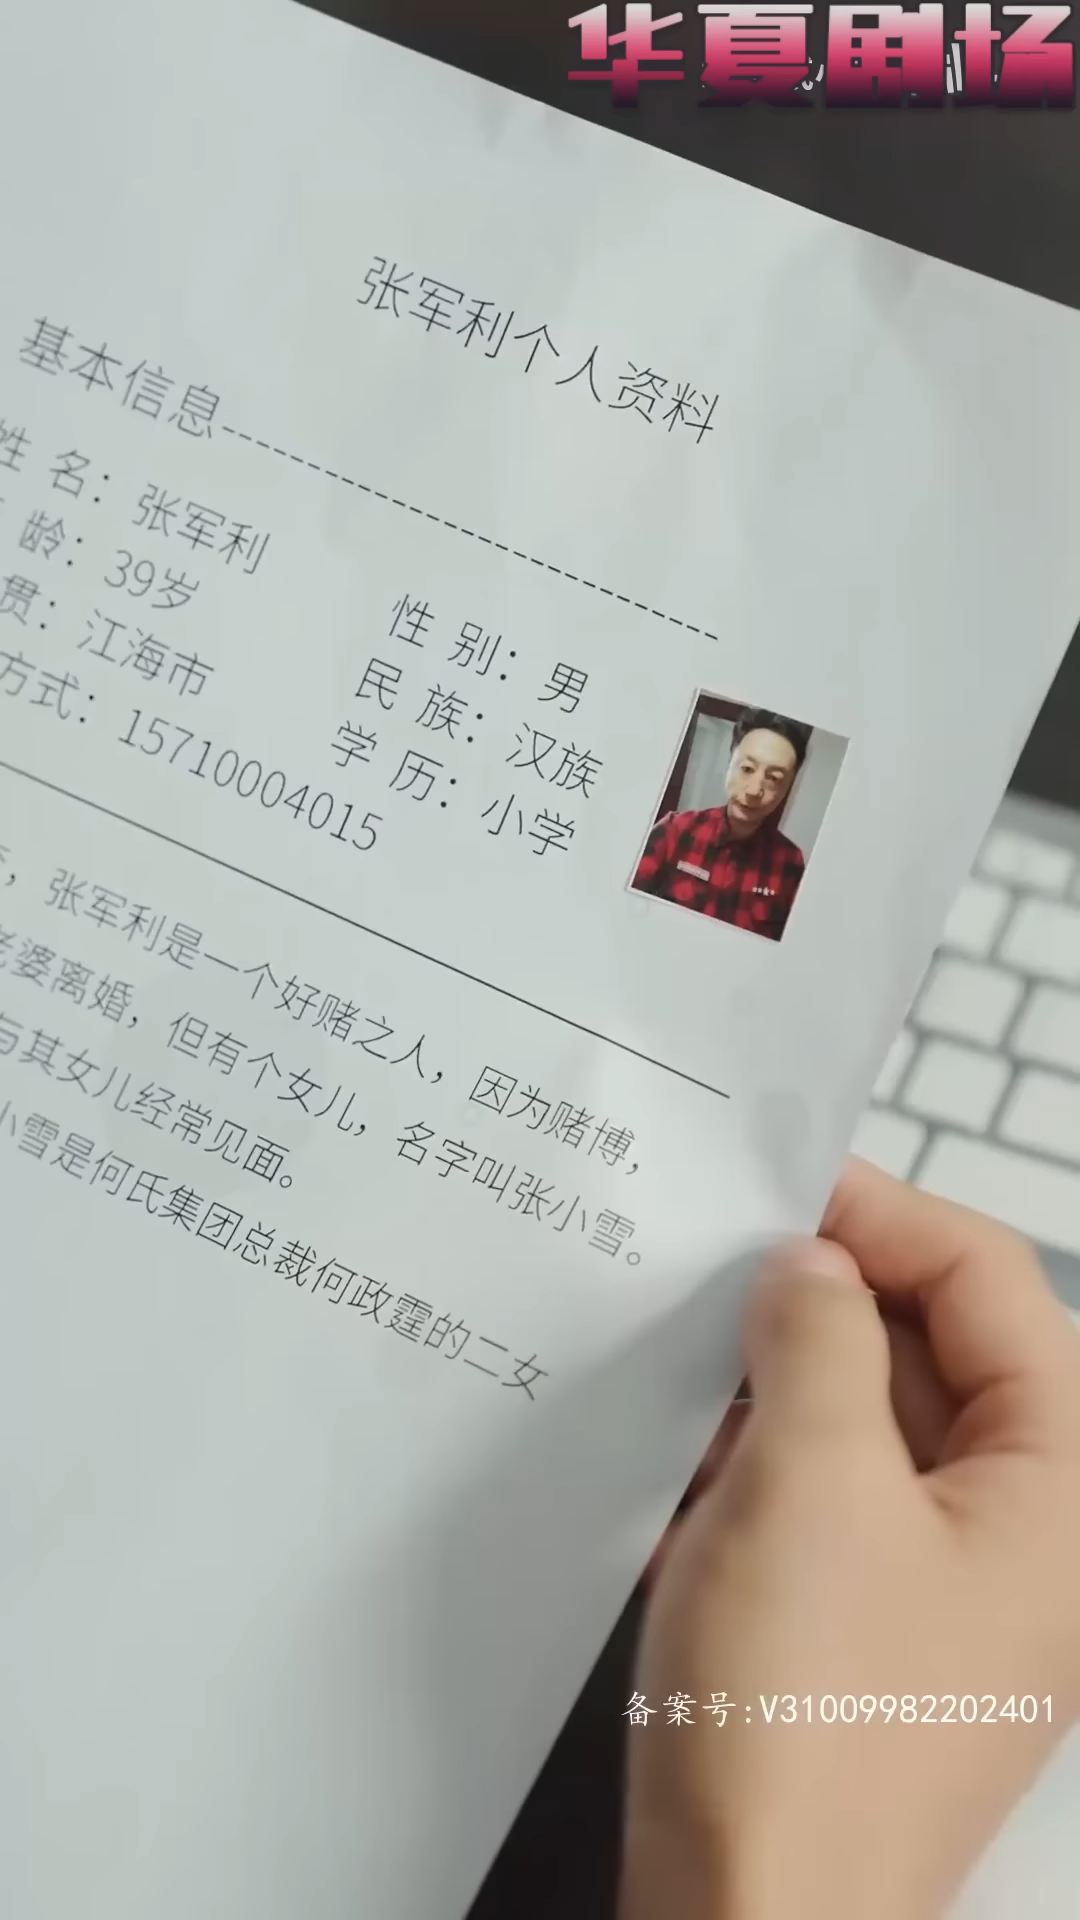 华夏剧场
张军利个人资料
基本信息
姓 名：张军利
龄：39岁
贯：江海市
方式：15710004015
性 别：男
民 族：汉族
学 历：小学
，张军利是一个好赌之人，因为赌博，
老婆离婚，但有个女儿，名字叫张小雪。
与其女儿经常见面。
小雪是何氏集团总裁何政霆的二女
备案号:V31009982202401